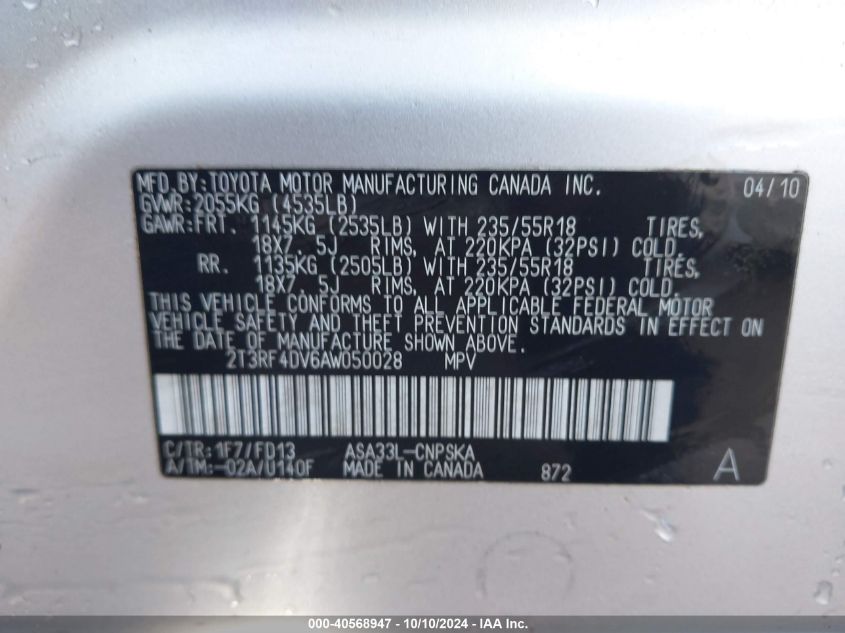 MFD.BY:TOYOTA MOTOR MANUFACTURING CANADA INC. 04/10
GVWR:2055KG (4535LB)
GAWR:FRT. 1145KG (2535LB) WITH 235/55R18 TIRES,
18X7.5J RIMS, AT 220KPA (32PSI) COLD,
RR. 1135KG (2505LB) WITH 235/55R18 TIRES,
18X7.5J RIMS, AT 220KPA (32PSI) COLD.
THIS VEHICLE CONFORMS TO ALL APPLICABLE FEDERAL MOTOR
VEHICLE SAFETY AND THEFT PREVENTION STANDARDS IN EFFECT ON
THE DATE OF MANUFACTURE SHOWN ABOVE.
2T3RF4DV6AW050028 MPV
C/TR:1F7/FD13 ASA33L-CNPSKA
A/TM:-02A/U140F MADE IN CANADA 872 A
000-40568947 - 10/10/2024 - IAA Inc.